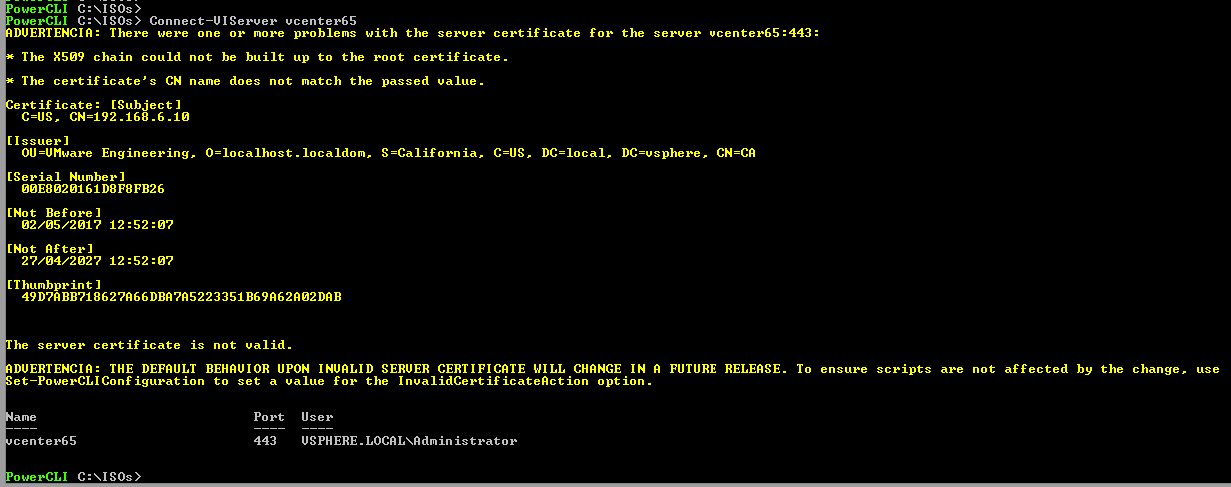 PowerCLI C:\ISOs>
PowerCLI C:\ISOs> Connect-VIServer vcenter65
ADVERTENCIA: There were one or more problems with the server certificate for the server vcenter65:443:
* The X509 chain could not be built up to the root certificate.
* The certificate's CN name does not match the passed value.
Certificate: [Subject]
C=US, CN=192.168.6.10
[Issuer]
OU=VMware Engineering, O=localhost.localdom, S=California, C=US, DC=local, DC=vsphere, CN=CA
[Serial Number]
00E8020161D8F8FB26
[Not Before]
02/05/2017 12:52:07
[Not After]
27/04/2027 12:52:07
[Thumbprint]
49D7ABB718627A66DBA7A5223351B69A62A02DAB
The server certificate is not valid.
ADVERTENCIA: THE DEFAULT BEHAVIOR UPON INVALID SERVER CERTIFICATE WILL CHANGE IN A FUTURE RELEASE. To ensure scripts are not affected by the change, use
Set-PowerCLIConfiguration to set a value for the InvalidCertificateAction option.
Name Port User
---- ---- ----
vcenter65 443 VSPHERE.LOCAL\Administrator
PowerCLI C:\ISOs>